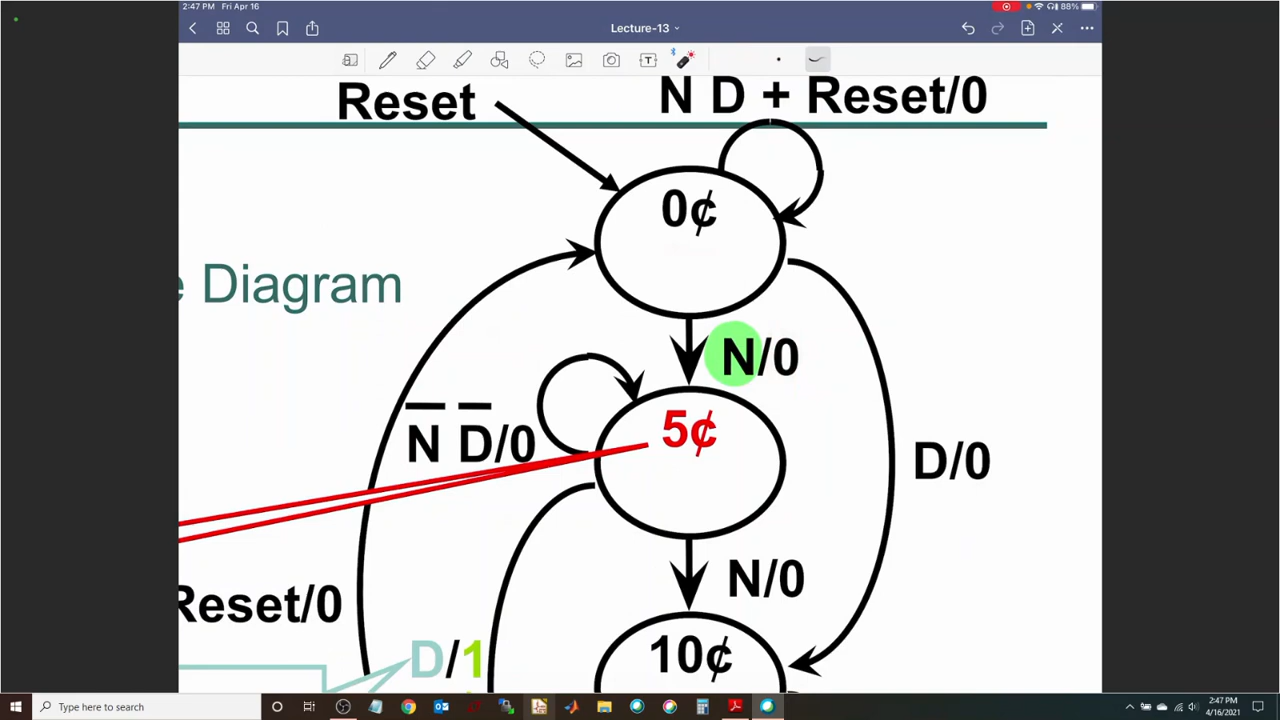 2:47 PM Fri Apr 16
88%
Lecture-13
T
Reset
N D + Reset/0
0¢
e Diagram
N/0
5¢
N̅ D̅/0
D/0
N/0
Reset/0
10¢
D/1
Type here to search
2:47 PM
4/16/2021